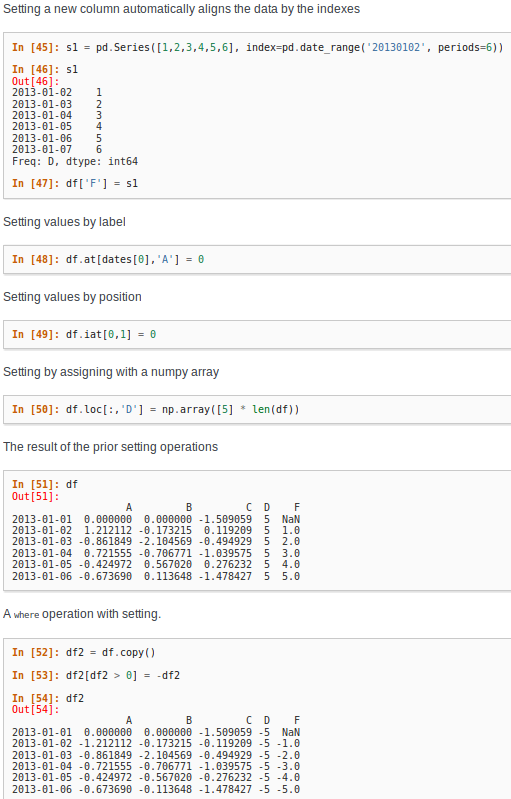 Setting a new column automatically aligns the data by the indexes
In [45]: s1 = pd.Series([1,2,3,4,5,6], index=pd.date_range('20130102', periods=6))
In [46]: s1
Out[46]:
2013-01-02    1
2013-01-03    2
2013-01-04    3
2013-01-05    4
2013-01-06    5
2013-01-07    6
Freq: D, dtype: int64
In [47]: df['F'] = s1
Setting values by label
In [48]: df.at[dates[0],'A'] = 0
Setting values by position
In [49]: df.iat[0,1] = 0
Setting by assigning with a numpy array
In [50]: df.loc[:,'D'] = np.array([5] * len(df))
The result of the prior setting operations
In [51]: df
Out[51]:
                   A         B         C  D    F
2013-01-01  0.000000  0.000000 -1.509059  5  NaN
2013-01-02  1.212112 -0.173215  0.119209  5  1.0
2013-01-03 -0.861849 -2.104569 -0.494929  5  2.0
2013-01-04  0.721555 -0.706771 -1.039575  5  3.0
2013-01-05 -0.424972  0.567020  0.276232  5  4.0
2013-01-06 -0.673690  0.113648 -1.478427  5  5.0
A where operation with setting.
In [52]: df2 = df.copy()
In [53]: df2[df2 > 0] = -df2
In [54]: df2
Out[54]:
                   A         B         C  D    F
2013-01-01  0.000000  0.000000 -1.509059 -5  NaN
2013-01-02 -1.212112 -0.173215 -0.119209 -5 -1.0
2013-01-03 -0.861849 -2.104569 -0.494929 -5 -2.0
2013-01-04 -0.721555 -0.706771 -1.039575 -5 -3.0
2013-01-05 -0.424972 -0.567020 -0.276232 -5 -4.0
2013-01-06 -0.673690 -0.113648 -1.478427 -5 -5.0